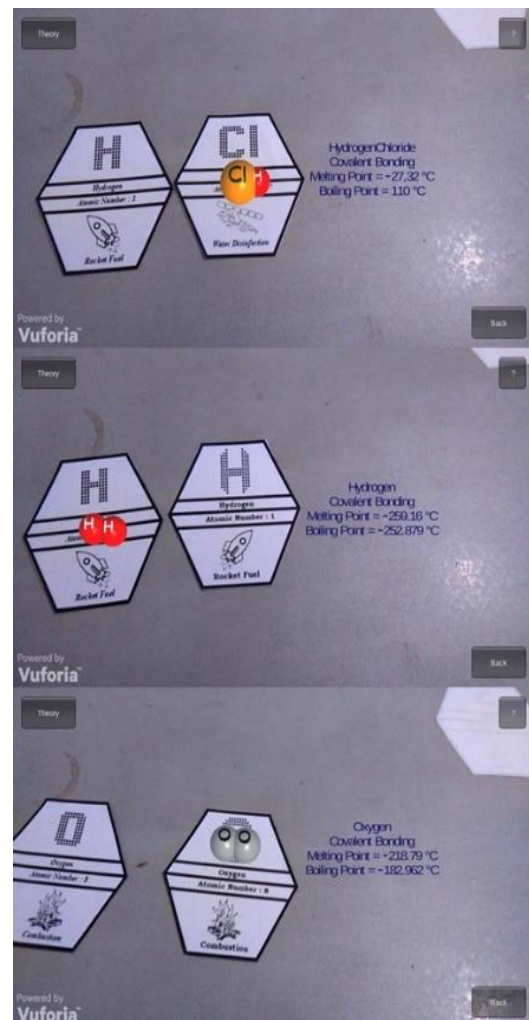 Theory
?
H
Hydrogen
Atomic Number : 1
Rocket Fuel
Cl
Cl H
Water Disinfection
HydrogenChloride
Covalent Bonding
Melting Point = -27,32 °C
Boiling Point = 110 °C
Powered by
Vuforia™
Back
Theory
?
H
H H
Rocket Fuel
H
Hydrogen
Atomic Number : 1
Rocket Fuel
Hydrogen
Covalent Bonding
Melting Point = -259.16 °C
Boiling Point = -252.879 °C
Powered by
Vuforia™
Back
Theory
?
O
Oxygen
Atomic Number : 8
Combustion
O O
Oxygen
Atomic Number : 8
Combustion
Oxygen
Covalent Bonding
Melting Point = -218.79 °C
Boiling Point = -182.962 °C
Powered by
Vuforia™
Back